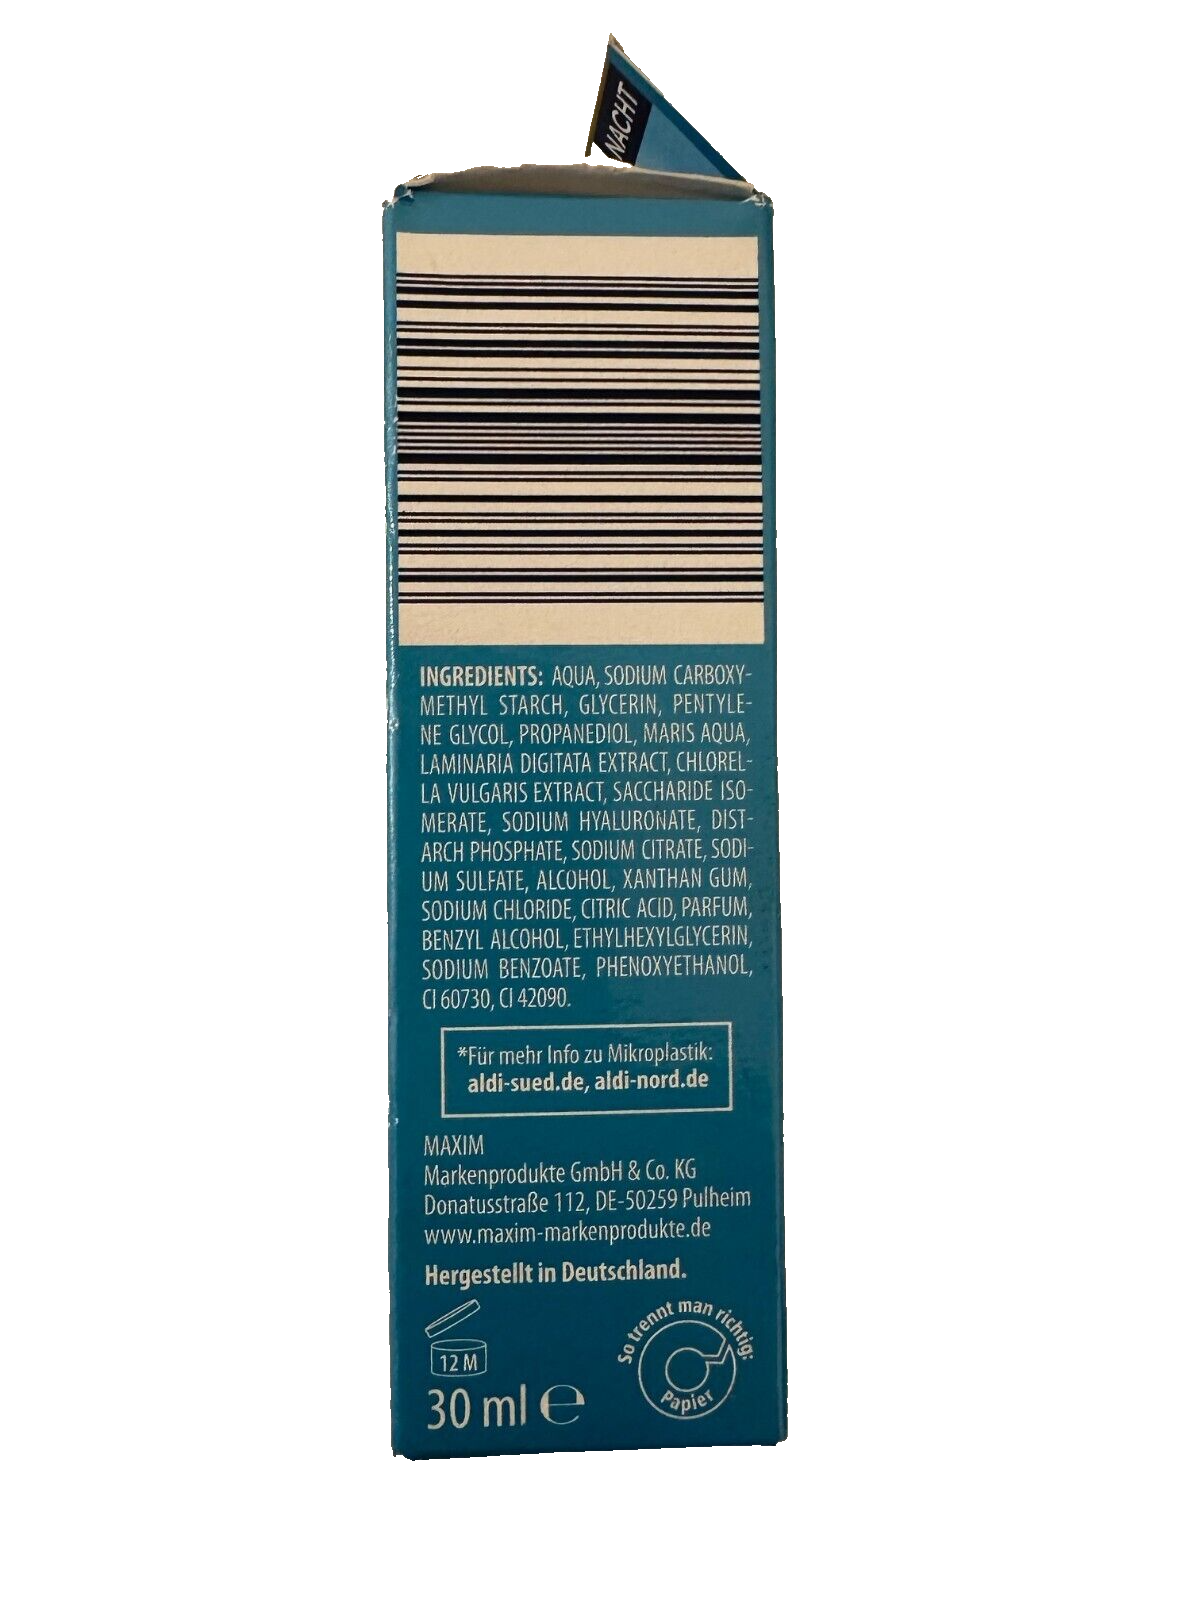 NACHT
INGREDIENTS: AQUA, SODIUM CARBOXY-
METHYL STARCH, GLYCERIN, PENTYLE-
NE GLYCOL, PROPANEDIOL, MARIS AQUA,
LAMINARIA DIGITATA EXTRACT, CHLOREL-
LA VULGARIS EXTRACT, SACCHARIDE ISO-
MERATE, SODIUM HYALURONATE, DIST-
ARCH PHOSPHATE, SODIUM CITRATE, SODI-
UM SULFATE, ALCOHOL, XANTHAN GUM,
SODIUM CHLORIDE, CITRIC ACID, PARFUM,
BENZYL ALCOHOL, ETHYLHEXYLGLYCERIN,
SODIUM BENZOATE, PHENOXYETHANOL,
CI 60730, CI 42090.
*Für mehr Info zu Mikroplastik:
aldi-sued.de, aldi-nord.de
MAXIM
Markenprodukte GmbH & Co. KG
Donatusstraße 112, DE-50259 Pulheim
www.maxim-markenprodukte.de
Hergestellt in Deutschland.
So trennt man richtig:
Papier
12 M
30 ml ℮